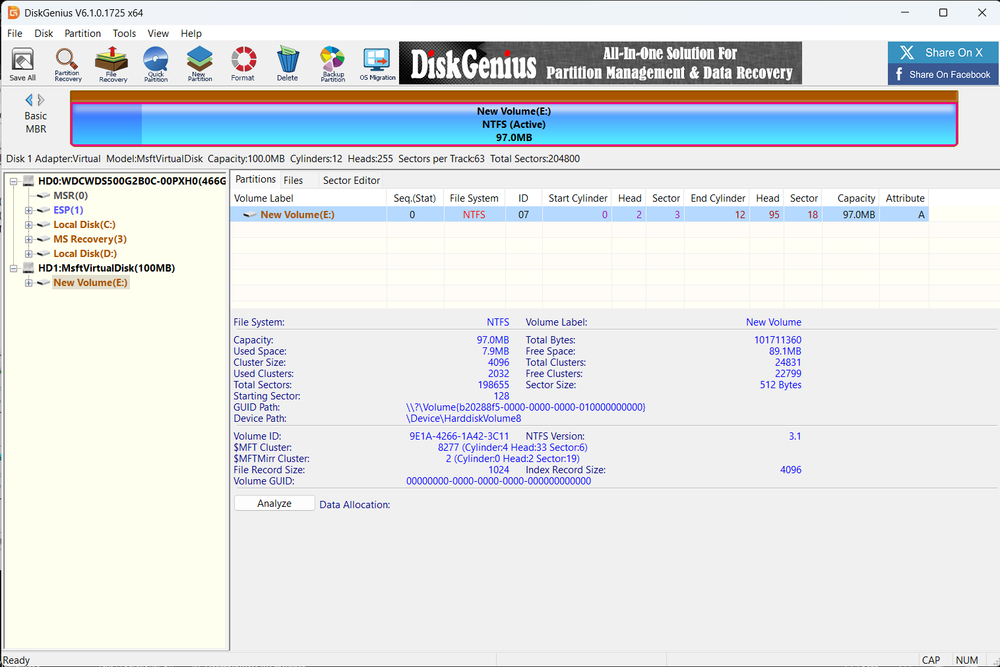 DiskGenius V6.1.0.1725 x64
File Disk Partition Tools View Help
Save All
Partition Recovery
File Recovery
Quick Partition
New Partition
Format
Delete
Backup Partition
OS Migration
DiskGenius
All-In-One Solution For
Partition Management & Data Recovery
Share On X
Share On Facebook
Basic
MBR
New Volume(E:)
NTFS (Active)
97.0MB
Disk 1 Adapter:Virtual Model:MsftVirtualDisk Capacity:100.0MB Cylinders:12 Heads:255 Sectors per Track:63 Total Sectors:204800
HD0:WDCWDS500G2B0C-00PXH0(466G
MSR(0)
ESP(1)
Local Disk(C:)
MS Recovery(3)
Local Disk(D:)
HD1:MsftVirtualDisk(100MB)
New Volume(E:)
Partitions Files Sector Editor
Volume Label Seq.(Stat) File System ID Start Cylinder Head Sector End Cylinder Head Sector Capacity Attribute
New Volume(E:) 0 NTFS 07 0 2 3 12 95 18 97.0MB A
File System: NTFS Volume Label: New Volume
Capacity: 97.0MB Total Bytes: 101711360
Used Space: 7.9MB Free Space: 89.1MB
Cluster Size: 4096 Total Clusters: 24831
Used Clusters: 2032 Free Clusters: 22799
Total Sectors: 198655 Sector Size: 512 Bytes
Starting Sector: 128
GUID Path: \\?\Volume{b20288f5-0000-0000-0000-010000000000}
Device Path: \Device\HarddiskVolume8
Volume ID: 9E1A-4266-1A42-3C11 NTFS Version: 3.1
$MFT Cluster: 8277 (Cylinder:4 Head:33 Sector:6)
$MFTMirr Cluster: 2 (Cylinder:0 Head:2 Sector:19)
File Record Size: 1024 Index Record Size: 4096
Volume GUID: 00000000-0000-0000-0000-000000000000
Analyze Data Allocation:
Ready CAP NUM